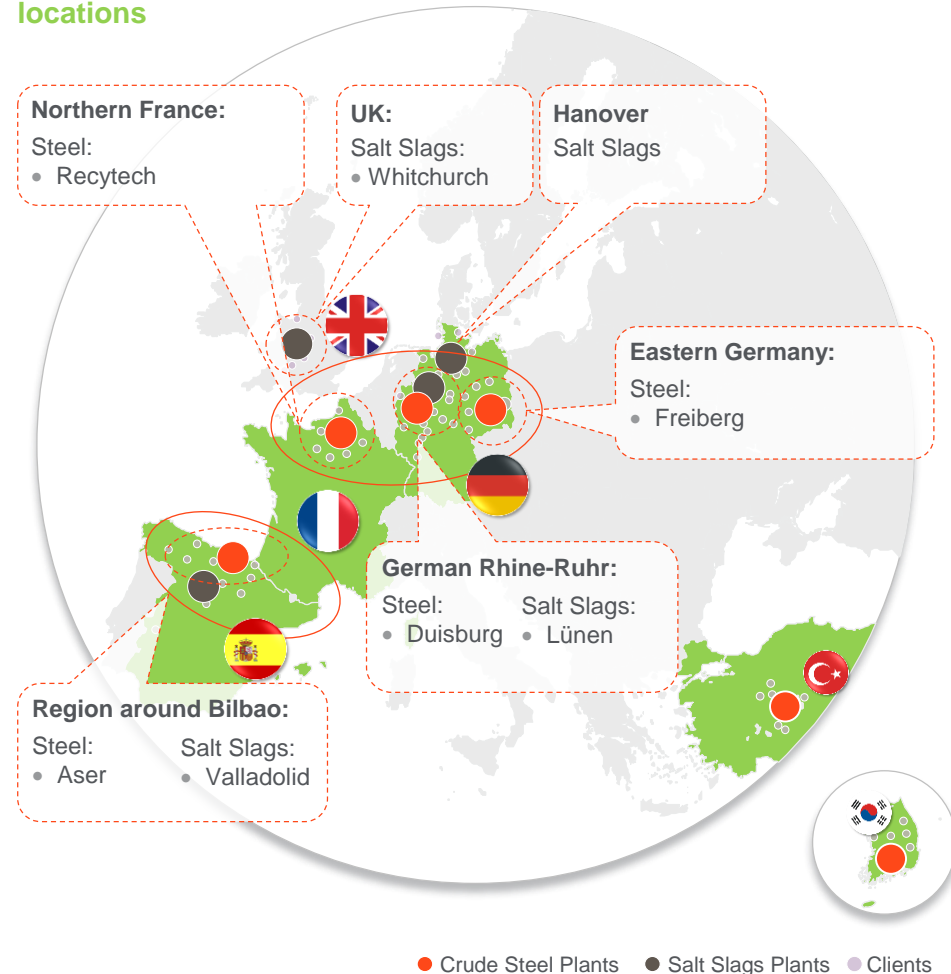 locations
Northern France:
Steel:
• Recytech
UK:
Salt Slags:
• Whitchurch
Hanover
Salt Slags
Eastern Germany:
Steel:
• Freiberg
German Rhine-Ruhr:
Steel: Salt Slags:
• Duisburg • Lünen
Region around Bilbao:
Steel: Salt Slags:
• Aser • Valladolid
Crude Steel Plants Salt Slags Plants Clients